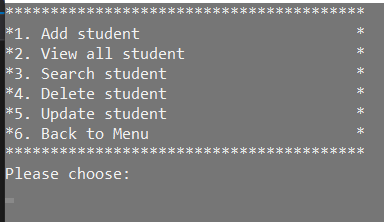 ****************************************
*1. Add student                        *
*2. View all student                   *
*3. Search student                     *
*4. Delete student                     *
*5. Update student                     *
*6. Back to Menu                       *
****************************************
Please choose: